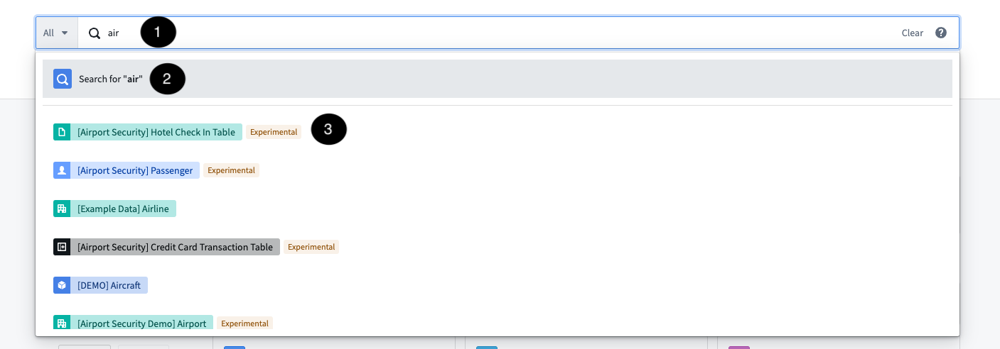 All air 1 Clear ?
Search for "air" 2
[Airport Security] Hotel Check In Table Experimental 3
[Airport Security] Passenger Experimental
[Example Data] Airline
[Airport Security] Credit Card Transaction Table Experimental
[DEMO] Aircraft
[Airport Security Demo] Airport Experimental